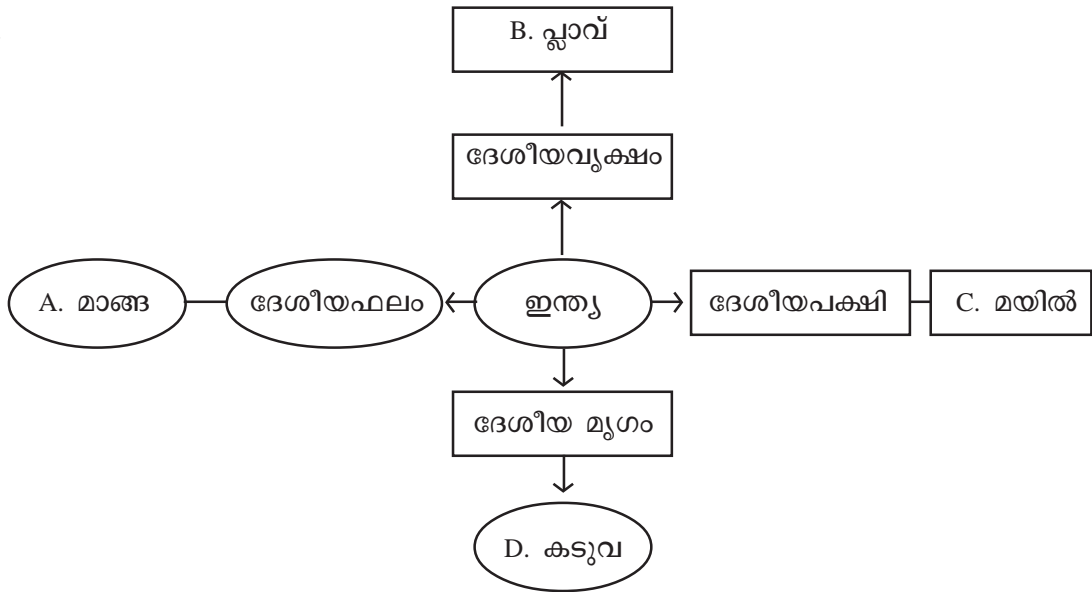 B. പ്ലാവ്
ദേശീയവൃക്ഷം
A. മാങ്ങ
ദേശീയഫലം
ഇന്ത്യ
ദേശീയപക്ഷി
C. മയിൽ
ദേശീയ മൃഗം
D. കടുവ